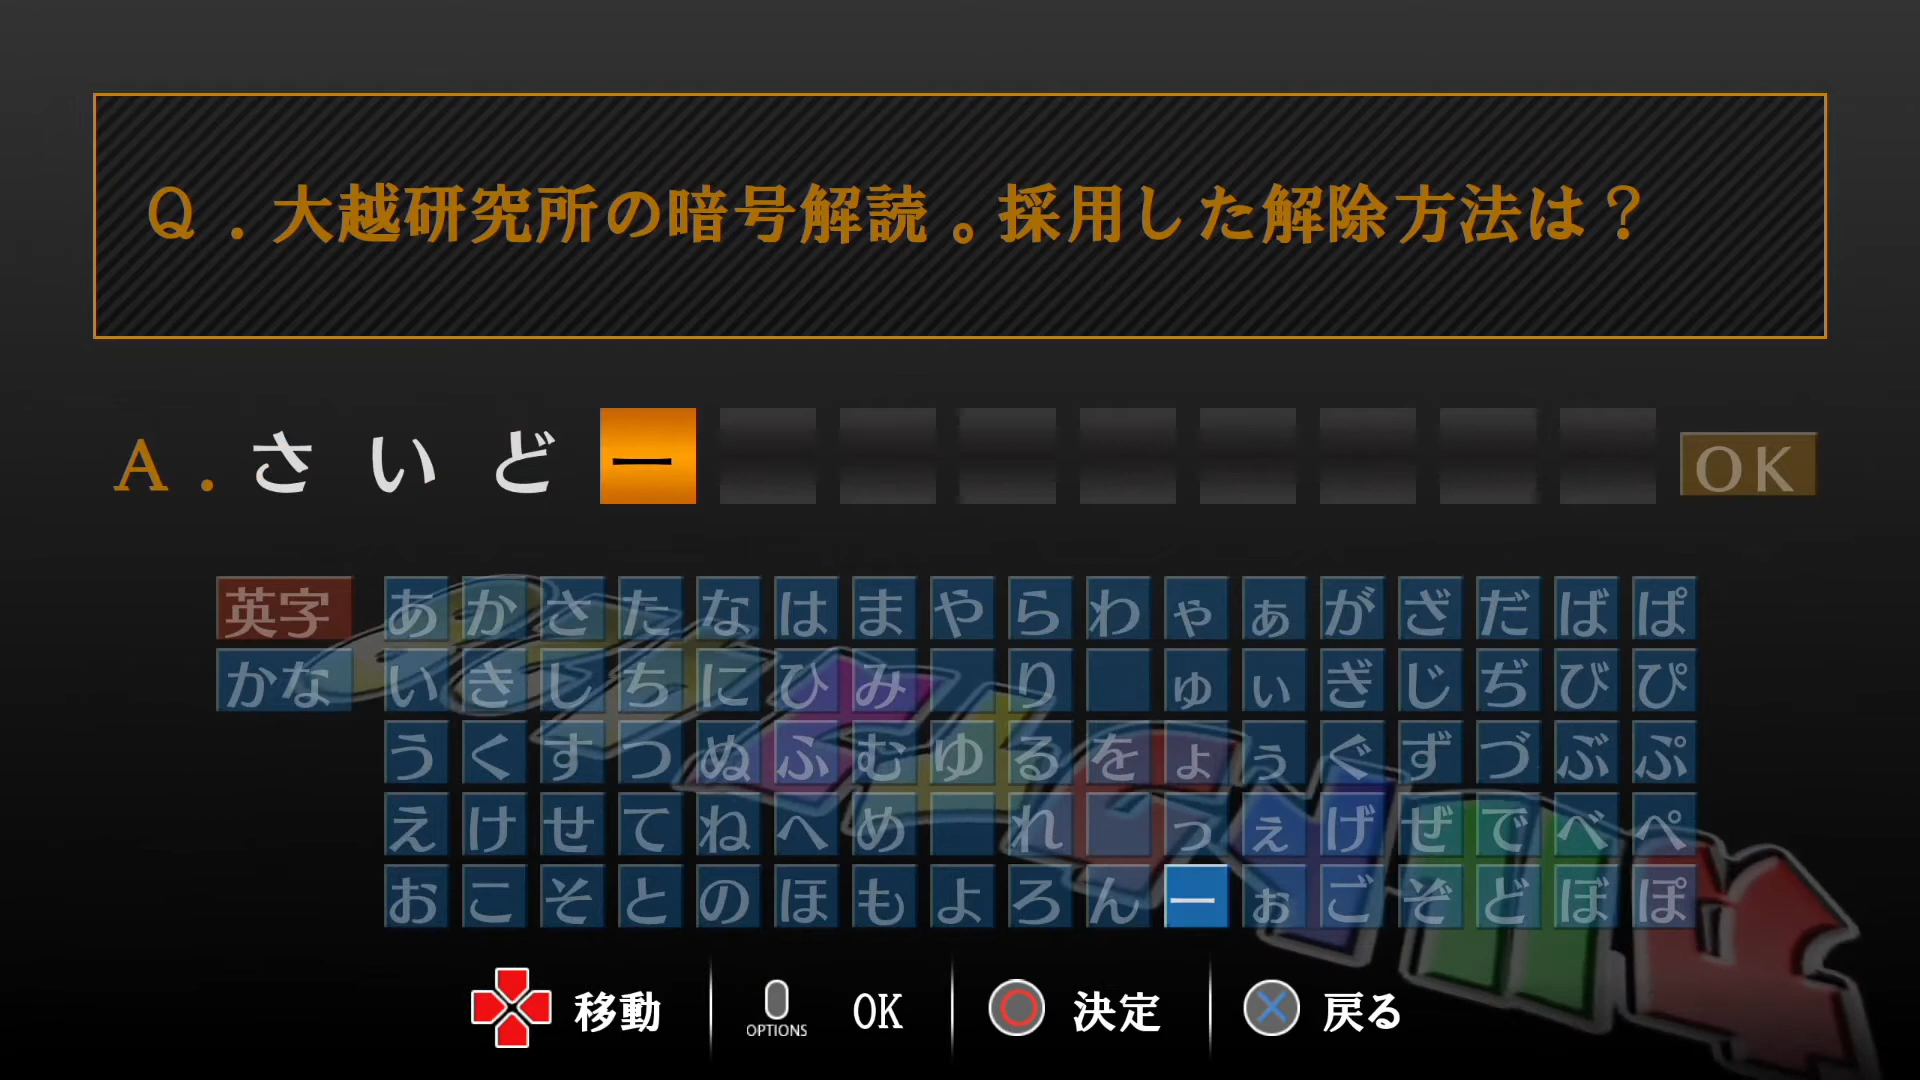 Q．大越研究所の暗号解読。採用した解除方法は？
A．さいどー OK
英字 あ か さ た な は ま や ら わ ゃ ぁ が ざ だ ば ぱ
かな い き し ち に ひ み り ゅ ぃ ぎ じ ぢ び ぴ
う く す つ ぬ ふ む ゆ る を ょ ぅ ぐ ず づ ぶ ぷ
え け せ て ね へ め れ っ ぇ げ ぜ で べ ぺ
お こ そ と の ほ も よ ろ ん ー ぉ ご ぞ ど ぼ ぽ
移動 OPTIONS OK 決定 戻る